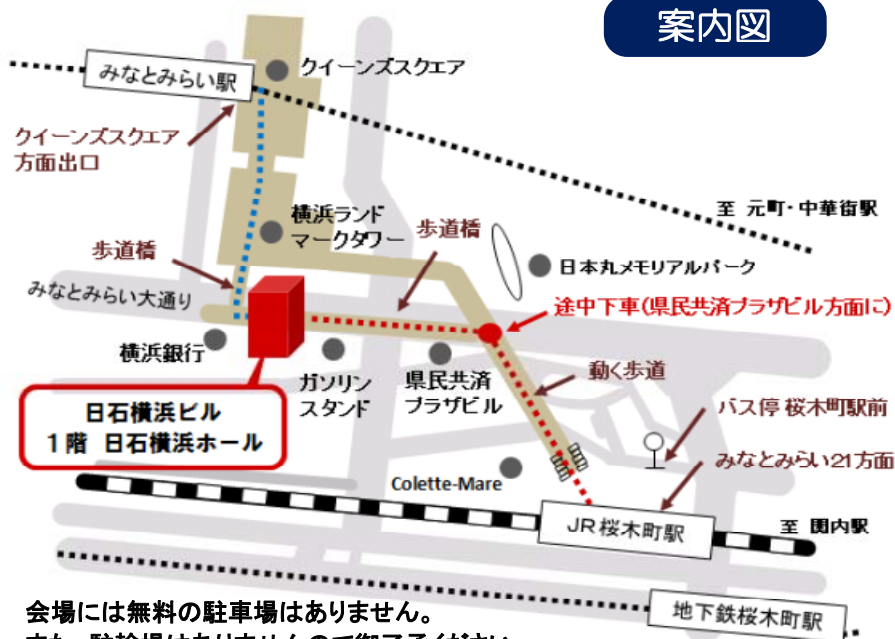 案内図
みなとみらい駅
クイーンズスクエア
クイーンズスクエア
方面出口
至 元町・中華街駅
横浜ランド
マークタワー
歩道橋
歩道橋
日本丸メモリアルパーク
みなとみらい大通り
途中下車(県民共済プラザビル方面に)
横浜銀行
ガソリン
スタンド
県民共済
プラザビル
動く歩道
日石横浜ビル
1階 日石横浜ホール
バス停 桜木町駅前
みなとみらい21方面
Colette-Mare
JR桜木町駅
至 関内駅
地下鉄桜木町駅
会場には無料の駐車場はありません。